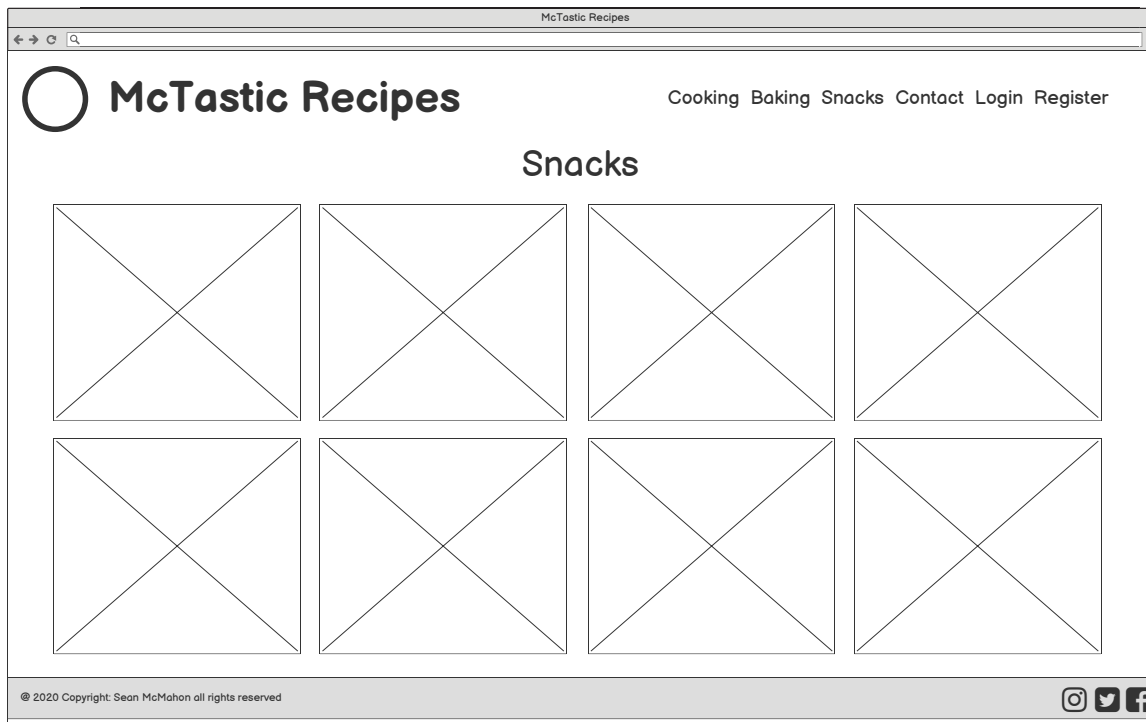 McTastic Recipes
McTastic Recipes
Cooking Baking Snacks Contact Login Register
Snacks
@ 2020 Copyright: Sean McMahon all rights reserved